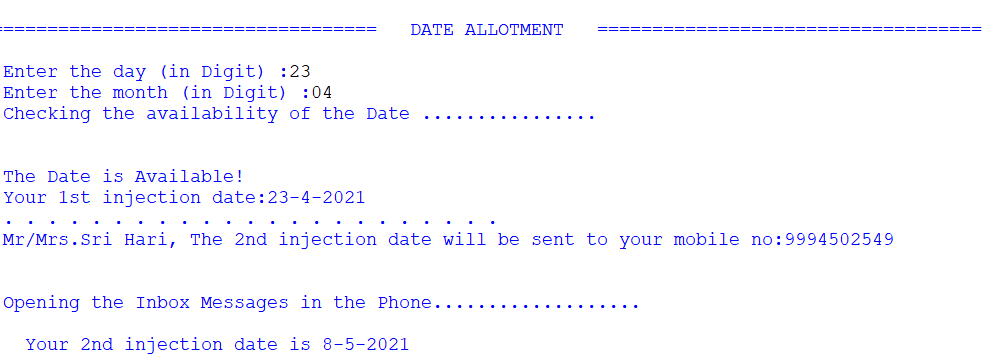 ================================== DATE ALLOTMENT ===================================
Enter the day (in Digit) :23
Enter the month (in Digit) :04
Checking the availability of the Date ................
The Date is Available!
Your 1st injection date:23-4-2021
. . . . . . . . . . . . . . . . . . . . . . .
Mr/Mrs.Sri Hari, The 2nd injection date will be sent to your mobile no:9994502549
Opening the Inbox Messages in the Phone...................
Your 2nd injection date is 8-5-2021